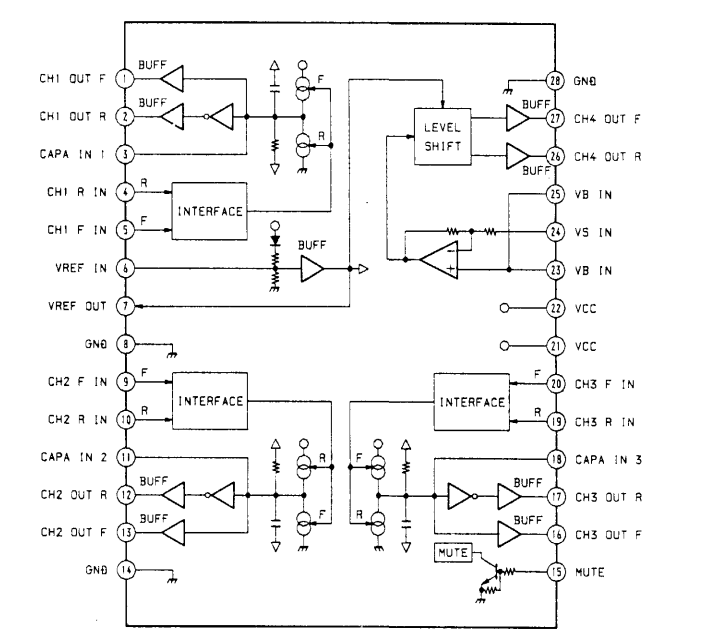 BUFF
CH1 OUT F 1
28 GND
BUFF
CH1 OUT R 2
F
BUFF
27 CH4 OUT F
LEVEL
SHIFT
CAPA IN 1 3
R
26 CH4 OUT R
BUFF
CH1 R IN 4 R
25 VB IN
INTERFACE
CH1 F IN 5 F
24 VS IN
BUFF
−
+
VREF IN 6
23 VB IN
VREF OUT 7
22 VCC
GND 8
21 VCC
CH2 F IN 9 F
F 20 CH3 F IN
INTERFACE
INTERFACE
CH2 R IN 10 R
R 19 CH3 R IN
CAPA IN 2 11
R
F
18 CAPA IN 3
BUFF
CH2 OUT R 12
BUFF
17 CH3 OUT R
BUFF
F
R
BUFF
CH2 OUT F 13
16 CH3 OUT F
MUTE
GND 14
15 MUTE